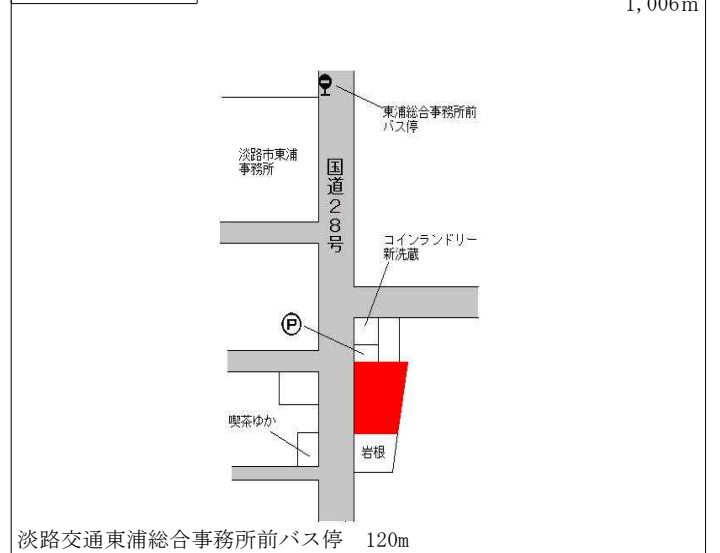 1,006m
東浦総合事務所前
バス停
淡路市東浦
事務所
国道28号
コインランドリー
新洗蔵
P
喫茶ゆか
岩根
淡路交通東浦総合事務所前バス停　120m